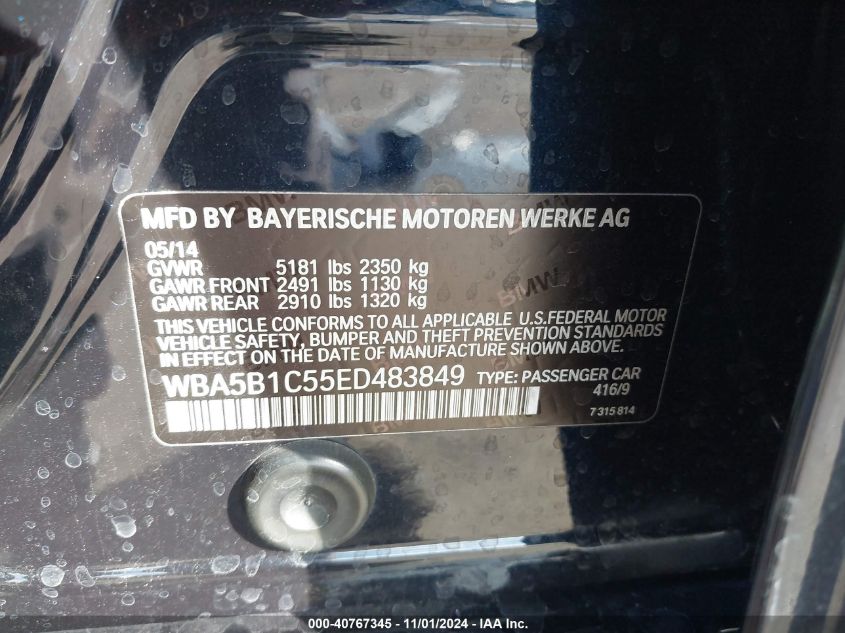 MFD BY BAYERISCHE MOTOREN WERKE AG
05/14
GVWR 5181 lbs 2350 kg
GAWR FRONT 2491 lbs 1130 kg
GAWR REAR 2910 lbs 1320 kg
THIS VEHICLE CONFORMS TO ALL APPLICABLE U.S.FEDERAL MOTOR
VEHICLE SAFETY, BUMPER AND THEFT PREVENTION STANDARDS
IN EFFECT ON THE DATE OF MANUFACTURE SHOWN ABOVE.
WBA5B1C55ED483849 TYPE: PASSENGER CAR
416/9
7 315 814
BMW
000-40767345 - 11/01/2024 - IAA Inc.